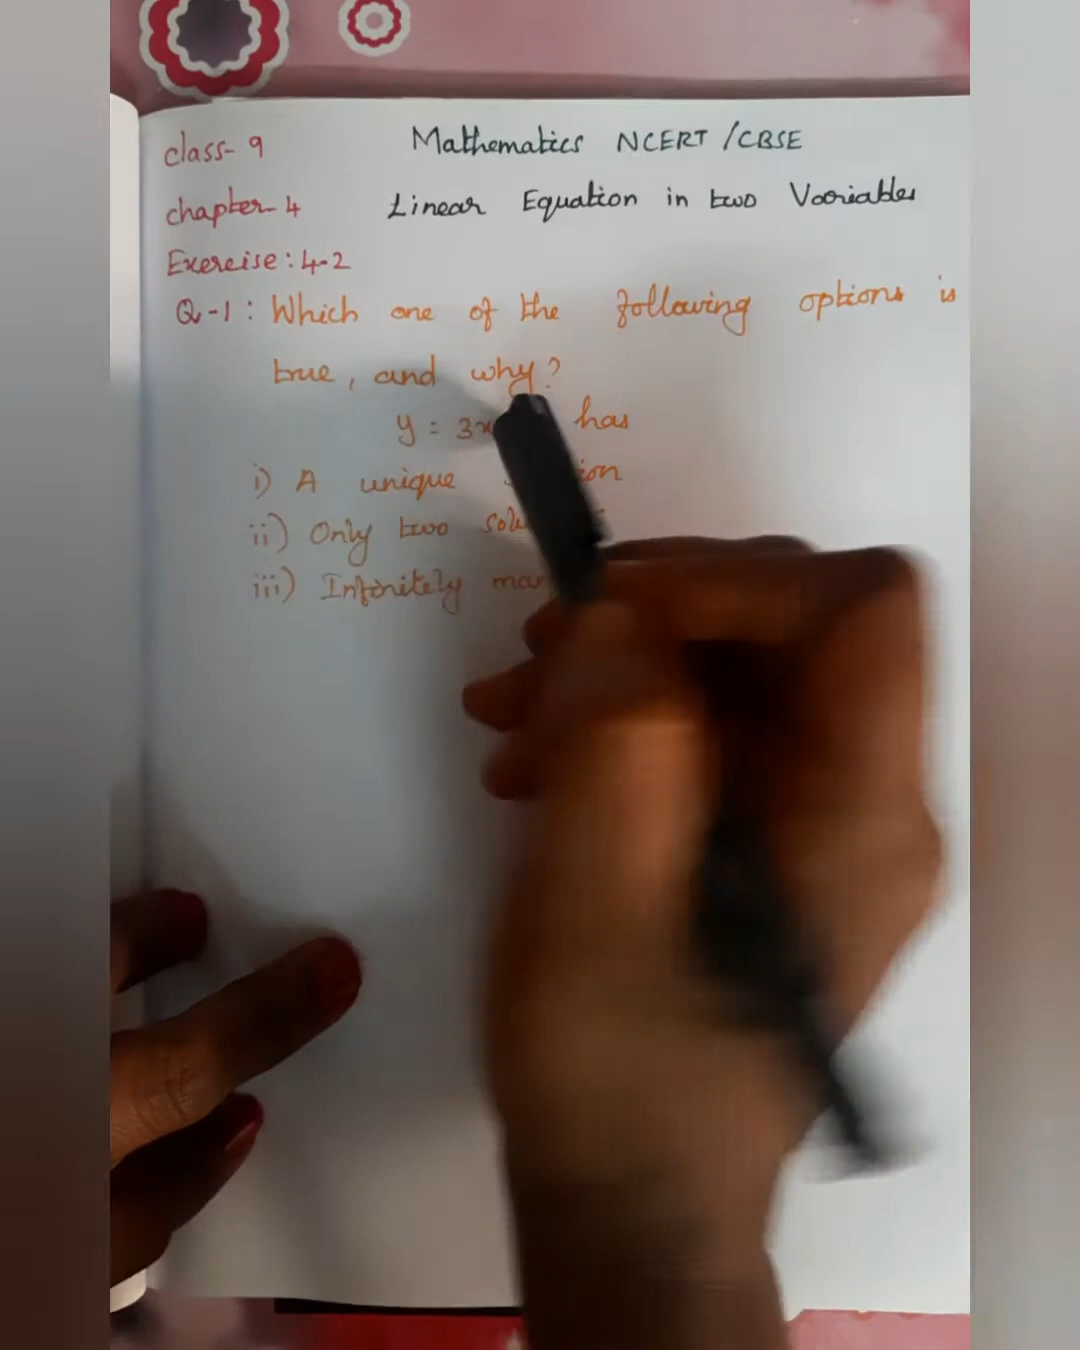 class- 9 Mathematics NCERT / CBSE
chapter- 4 Linear Equation in two Variables
Exercise : 4.2
Q-1 : Which one of the following options is
true, and why?
y = 3x has
i) A unique
ii) Only two
iii) Infinitely